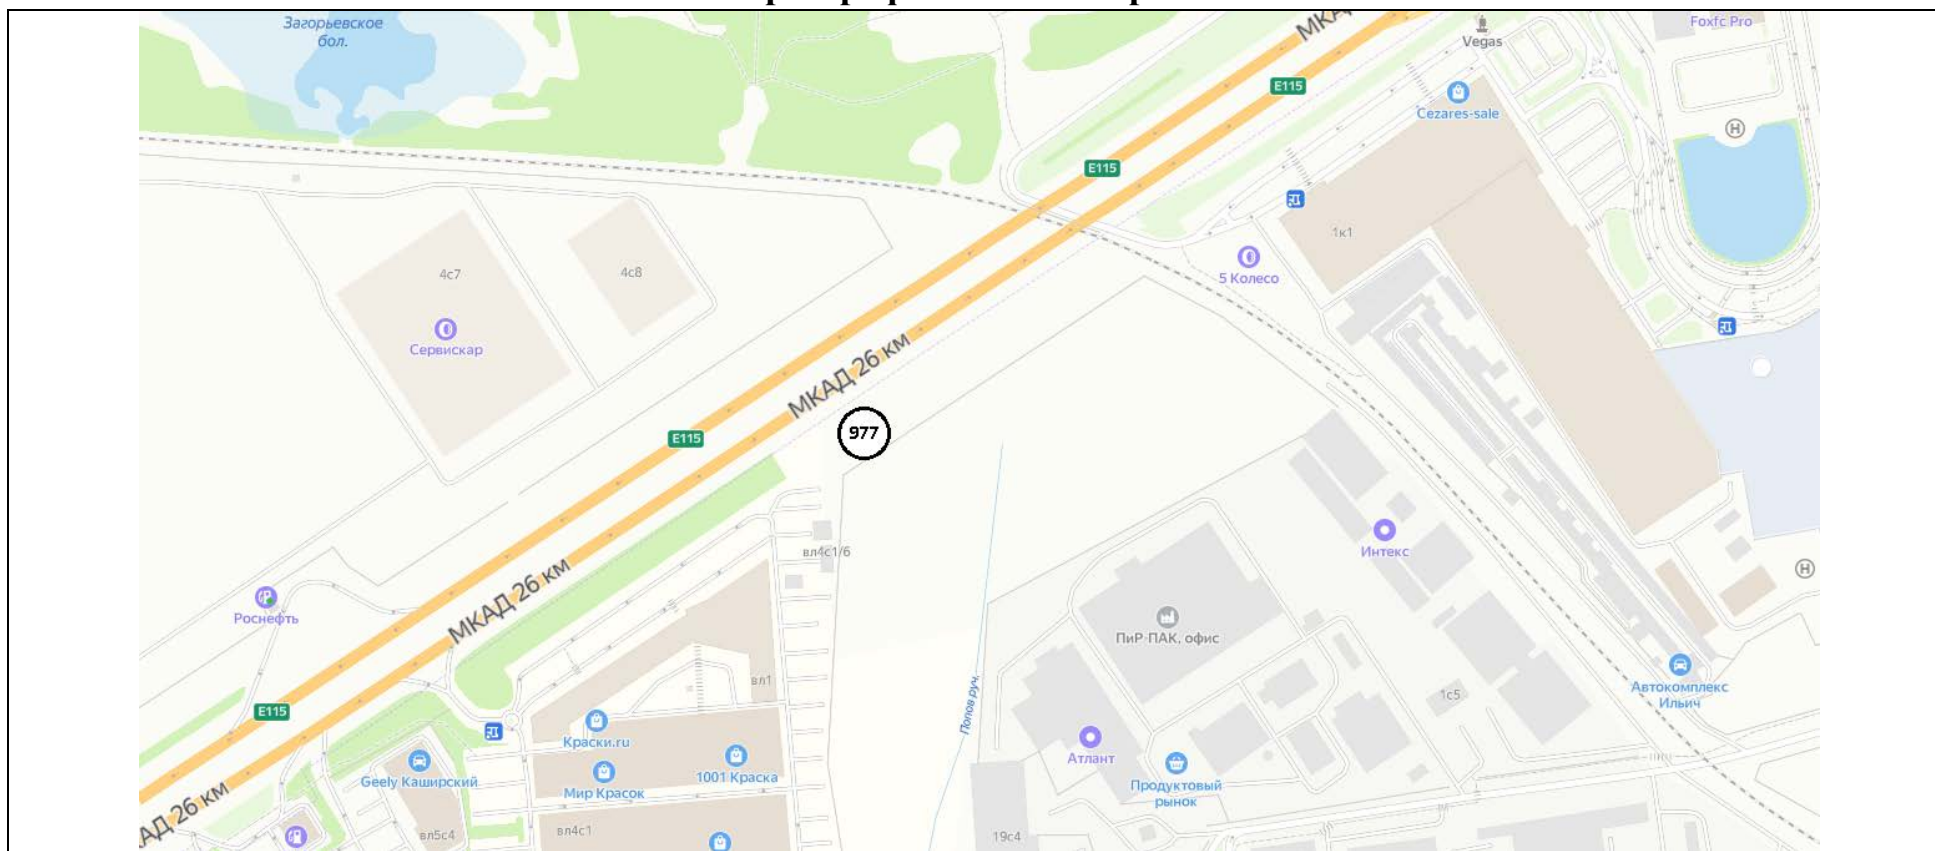 Загорьевское
бол.
МКАД
Vegas
Foxfc Pro
E115
Cezares-sale
E115
1к1
4с7
4с8
5 Колесо
Сервискар
МКАД 26 км
977
E115
Интекс
вл4с1/6
МКАД 26 км
Роснефть
ПиР-ПАК, офис
вл1
Автокомплекс
Ильич
1с5
Попов руч.
E115
Краски.ru
Атлант
1001 Краска
Geely Каширский
Мир Красок
Продуктовый
рынок
АД 26 км
вл5с4
вл4с1
19с4